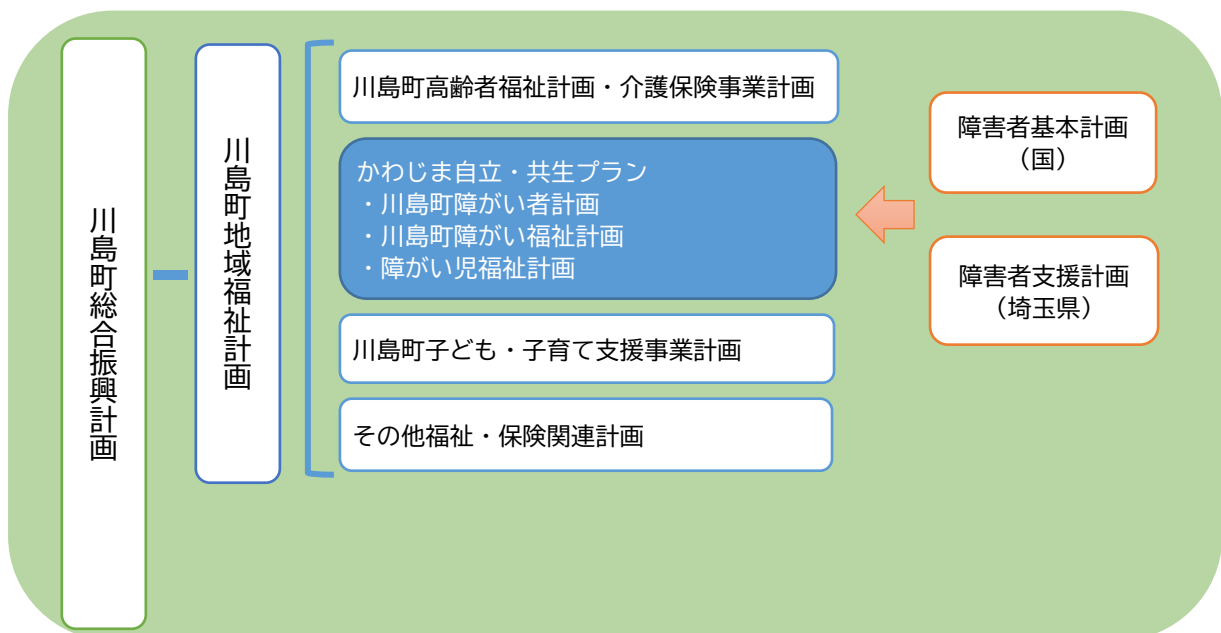 川島町総合振興計画
川島町地域福祉計画
川島町高齢者福祉計画・介護保険事業計画
かわじま自立・共生プラン
・川島町障がい者計画
・川島町障がい福祉計画
・障がい児福祉計画
川島町子ども・子育て支援事業計画
その他福祉・保険関連計画
障害者基本計画
（国）
障害者支援計画
（埼玉県）